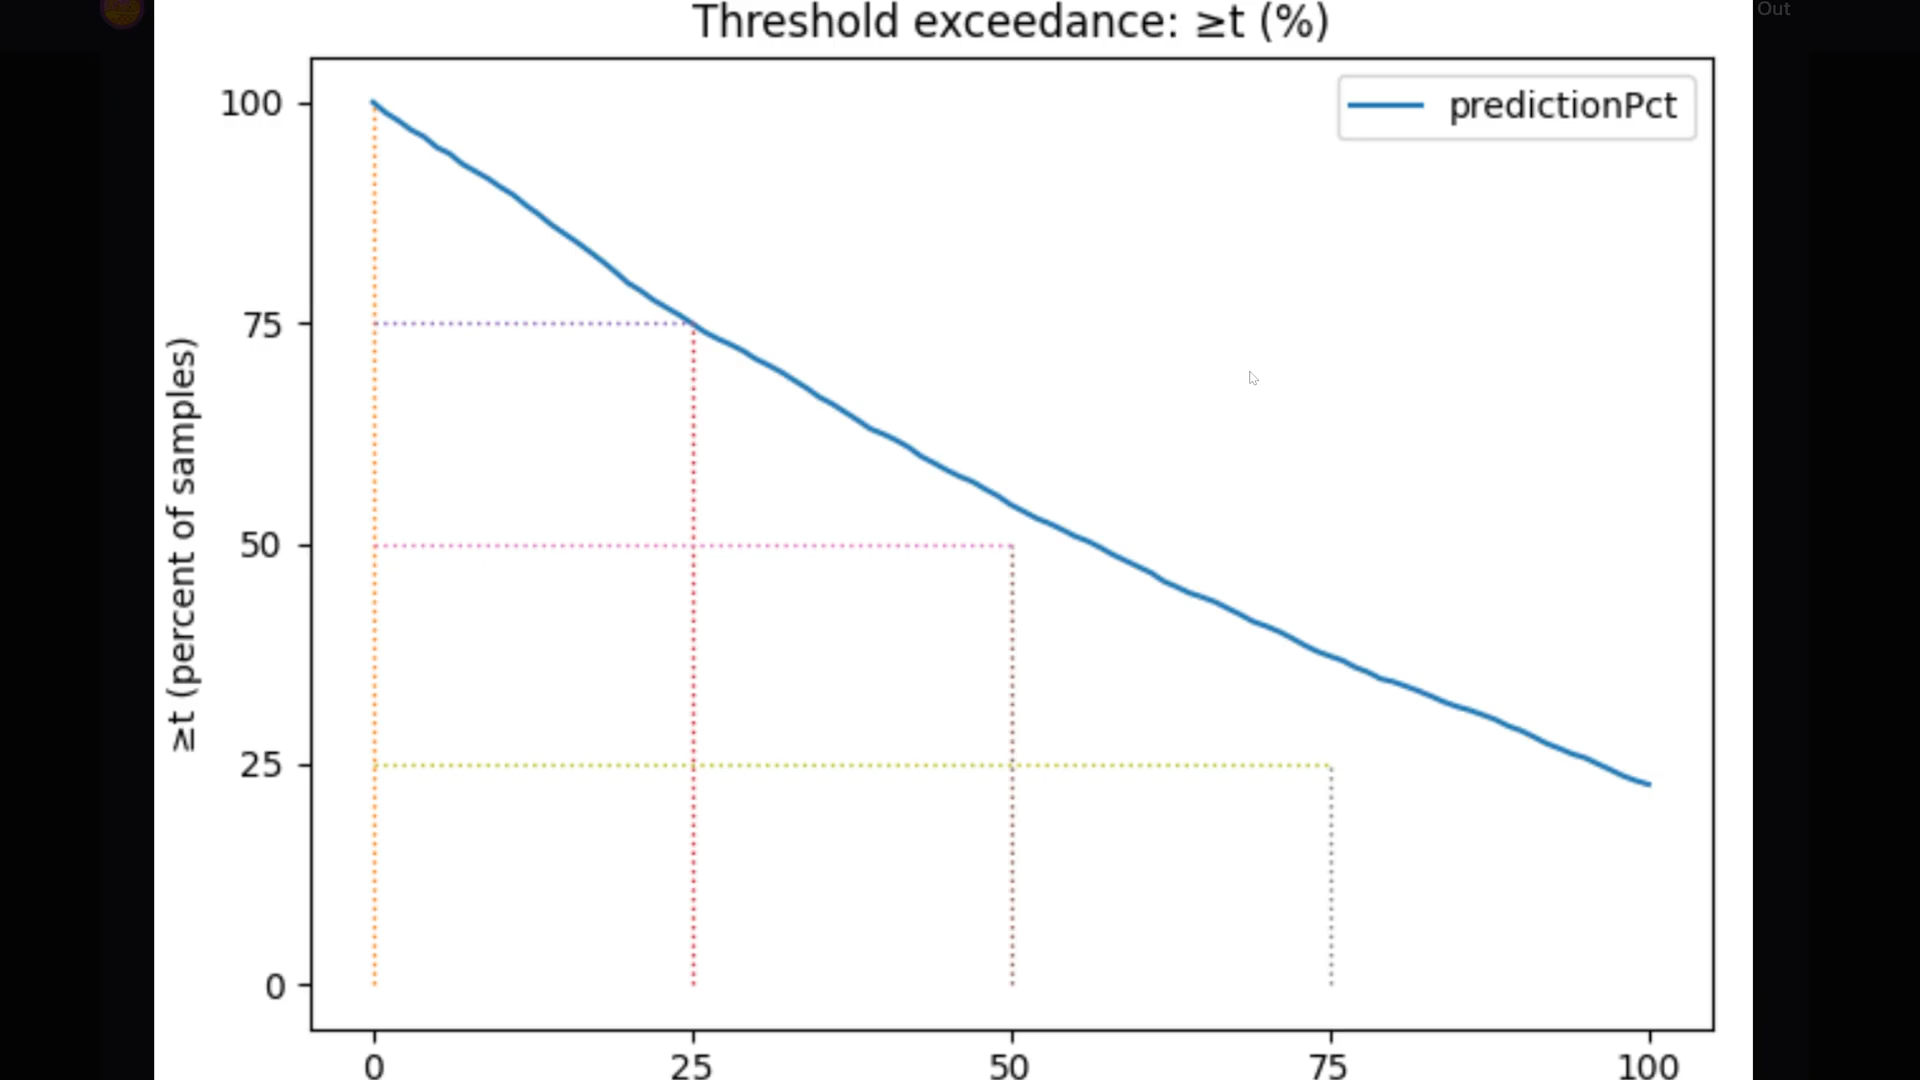 Out
Threshold exceedance: ≥t (%)
predictionPct
≥t (percent of samples)
100
75
50
25
0
0 25 50 75 100